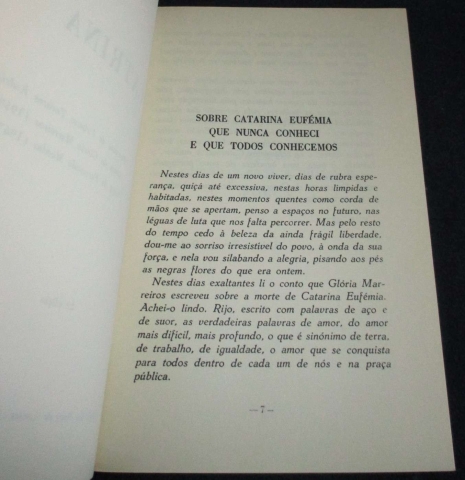 SOBRE CATARINA EUFÉMIA
QUE NUNCA CONHECI
E QUE TODOS CONHECEMOS
Nestes dias de um novo viver, dias de rubra espe-
rança, quiçá até excessiva, nestas horas límpidas e
habitadas, nestes momentos quentes como corda de
mãos que se apertam, penso a espaços no futuro, nas
léguas de luta que nos falta percorrer. Mas pelo resto
do tempo cedo à beleza da ainda frágil liberdade,
dou-me ao sorriso irresistível do povo, à onda da sua
força, e nela vou silabando a alegria, pisando aos pés
as negras flores do que era ontem.
Nestes dias exaltantes li o conto que Glória Mar-
reiros escreveu sobre a morte de Catarina Eufémia.
Achei-o lindo. Rijo, escrito com palavras de aço e
de suor, as verdadeiras palavras de amor, do amor
mais difícil, mais profundo, o que é sinónimo de terra,
de trabalho, de igualdade, o amor que se conquista
para todos dentro de cada um de nós e na praça
pública.
— 7 —